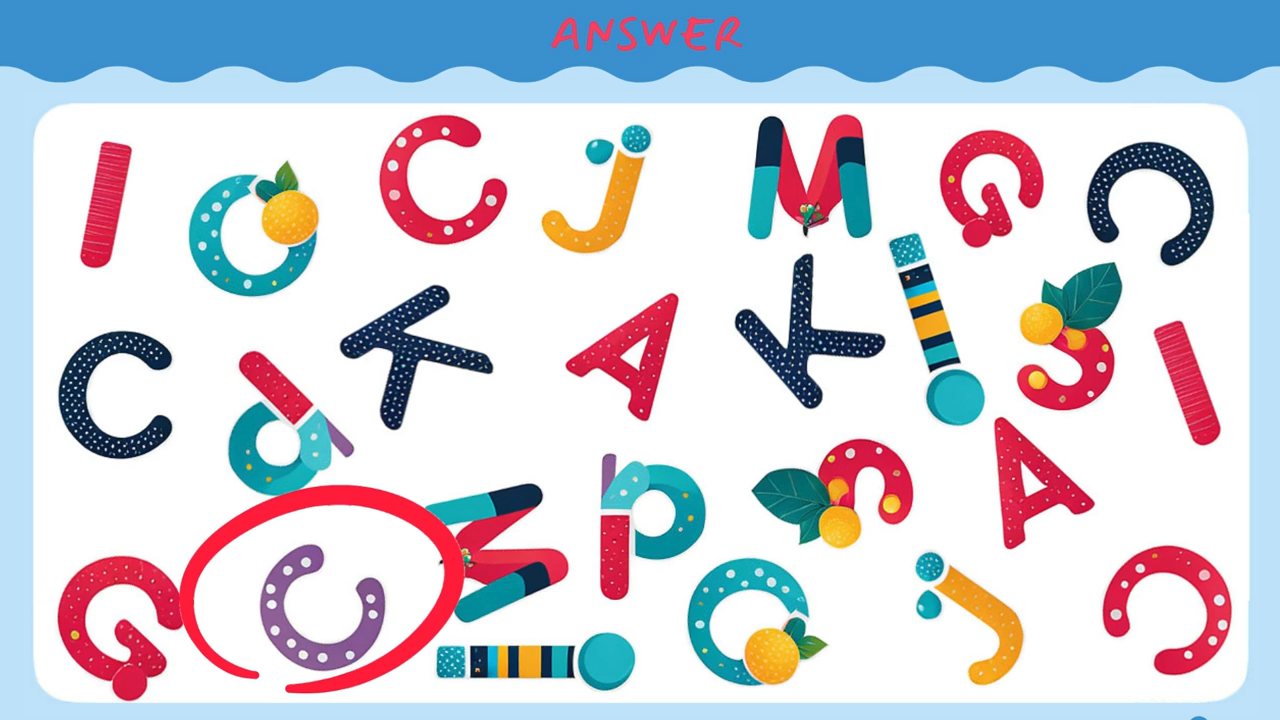 ANSWER
I C C J M G C
C K A K I S I
d p S A
G C M C J C